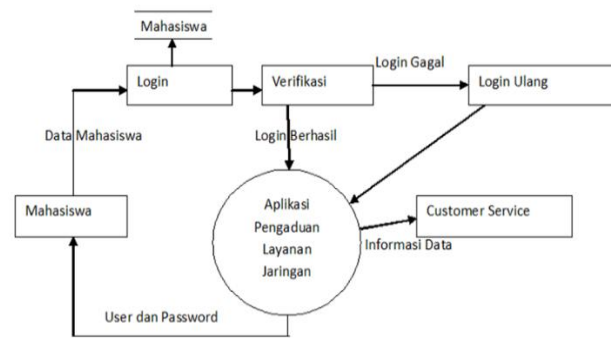 Mahasiswa
Login
Verifikasi
Login Gagal
Login Ulang
Data Mahasiswa
Login Berhasil
Mahasiswa
Aplikasi
Pengaduan
Layanan
Jaringan
Customer Service
Informasi Data
User dan Password